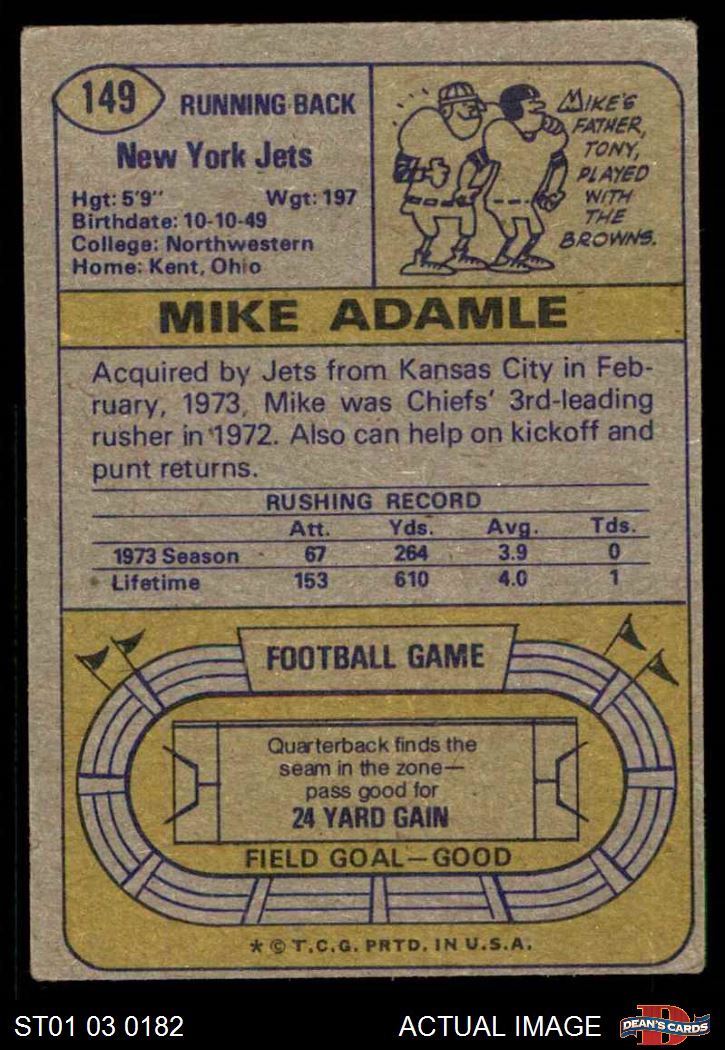 149
RUNNING BACK
New York Jets
Hgt: 5'9" Wgt: 197
Birthdate: 10-10-49
College: Northwestern
Home: Kent, Ohio
MIKE'S
FATHER,
TONY,
PLAYED
WITH
THE
BROWNS.
MIKE ADAMLE
Acquired by Jets from Kansas City in Feb-
ruary, 1973, Mike was Chiefs' 3rd-leading
rusher in 1972. Also can help on kickoff and
punt returns.
RUSHING RECORD
Att. Yds. Avg. Tds.
1973 Season 67 264 3.9 0
Lifetime 153 610 4.0 1
FOOTBALL GAME
Quarterback finds the
seam in the zone—
pass good for
24 YARD GAIN
FIELD GOAL—GOOD
* © T.C.G. PRTD. IN U.S.A.
ST01 03 0182 ACTUAL IMAGE
D
DEAN'S CARDS